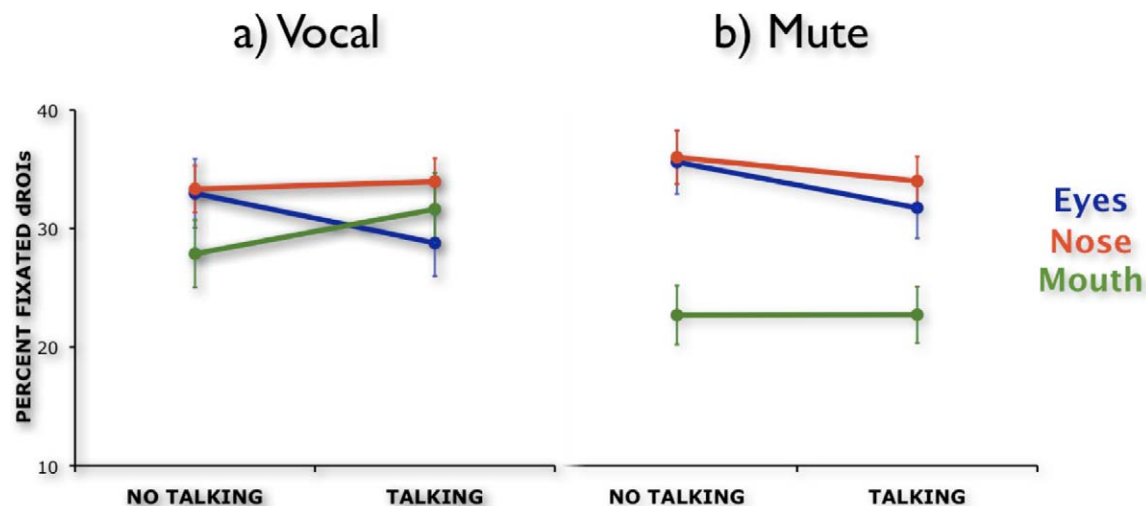 a) Vocal
b) Mute
PERCENT FIXATED dROIs
40
30
20
10
NO TALKING
TALKING
NO TALKING
TALKING
Eyes
Nose
Mouth